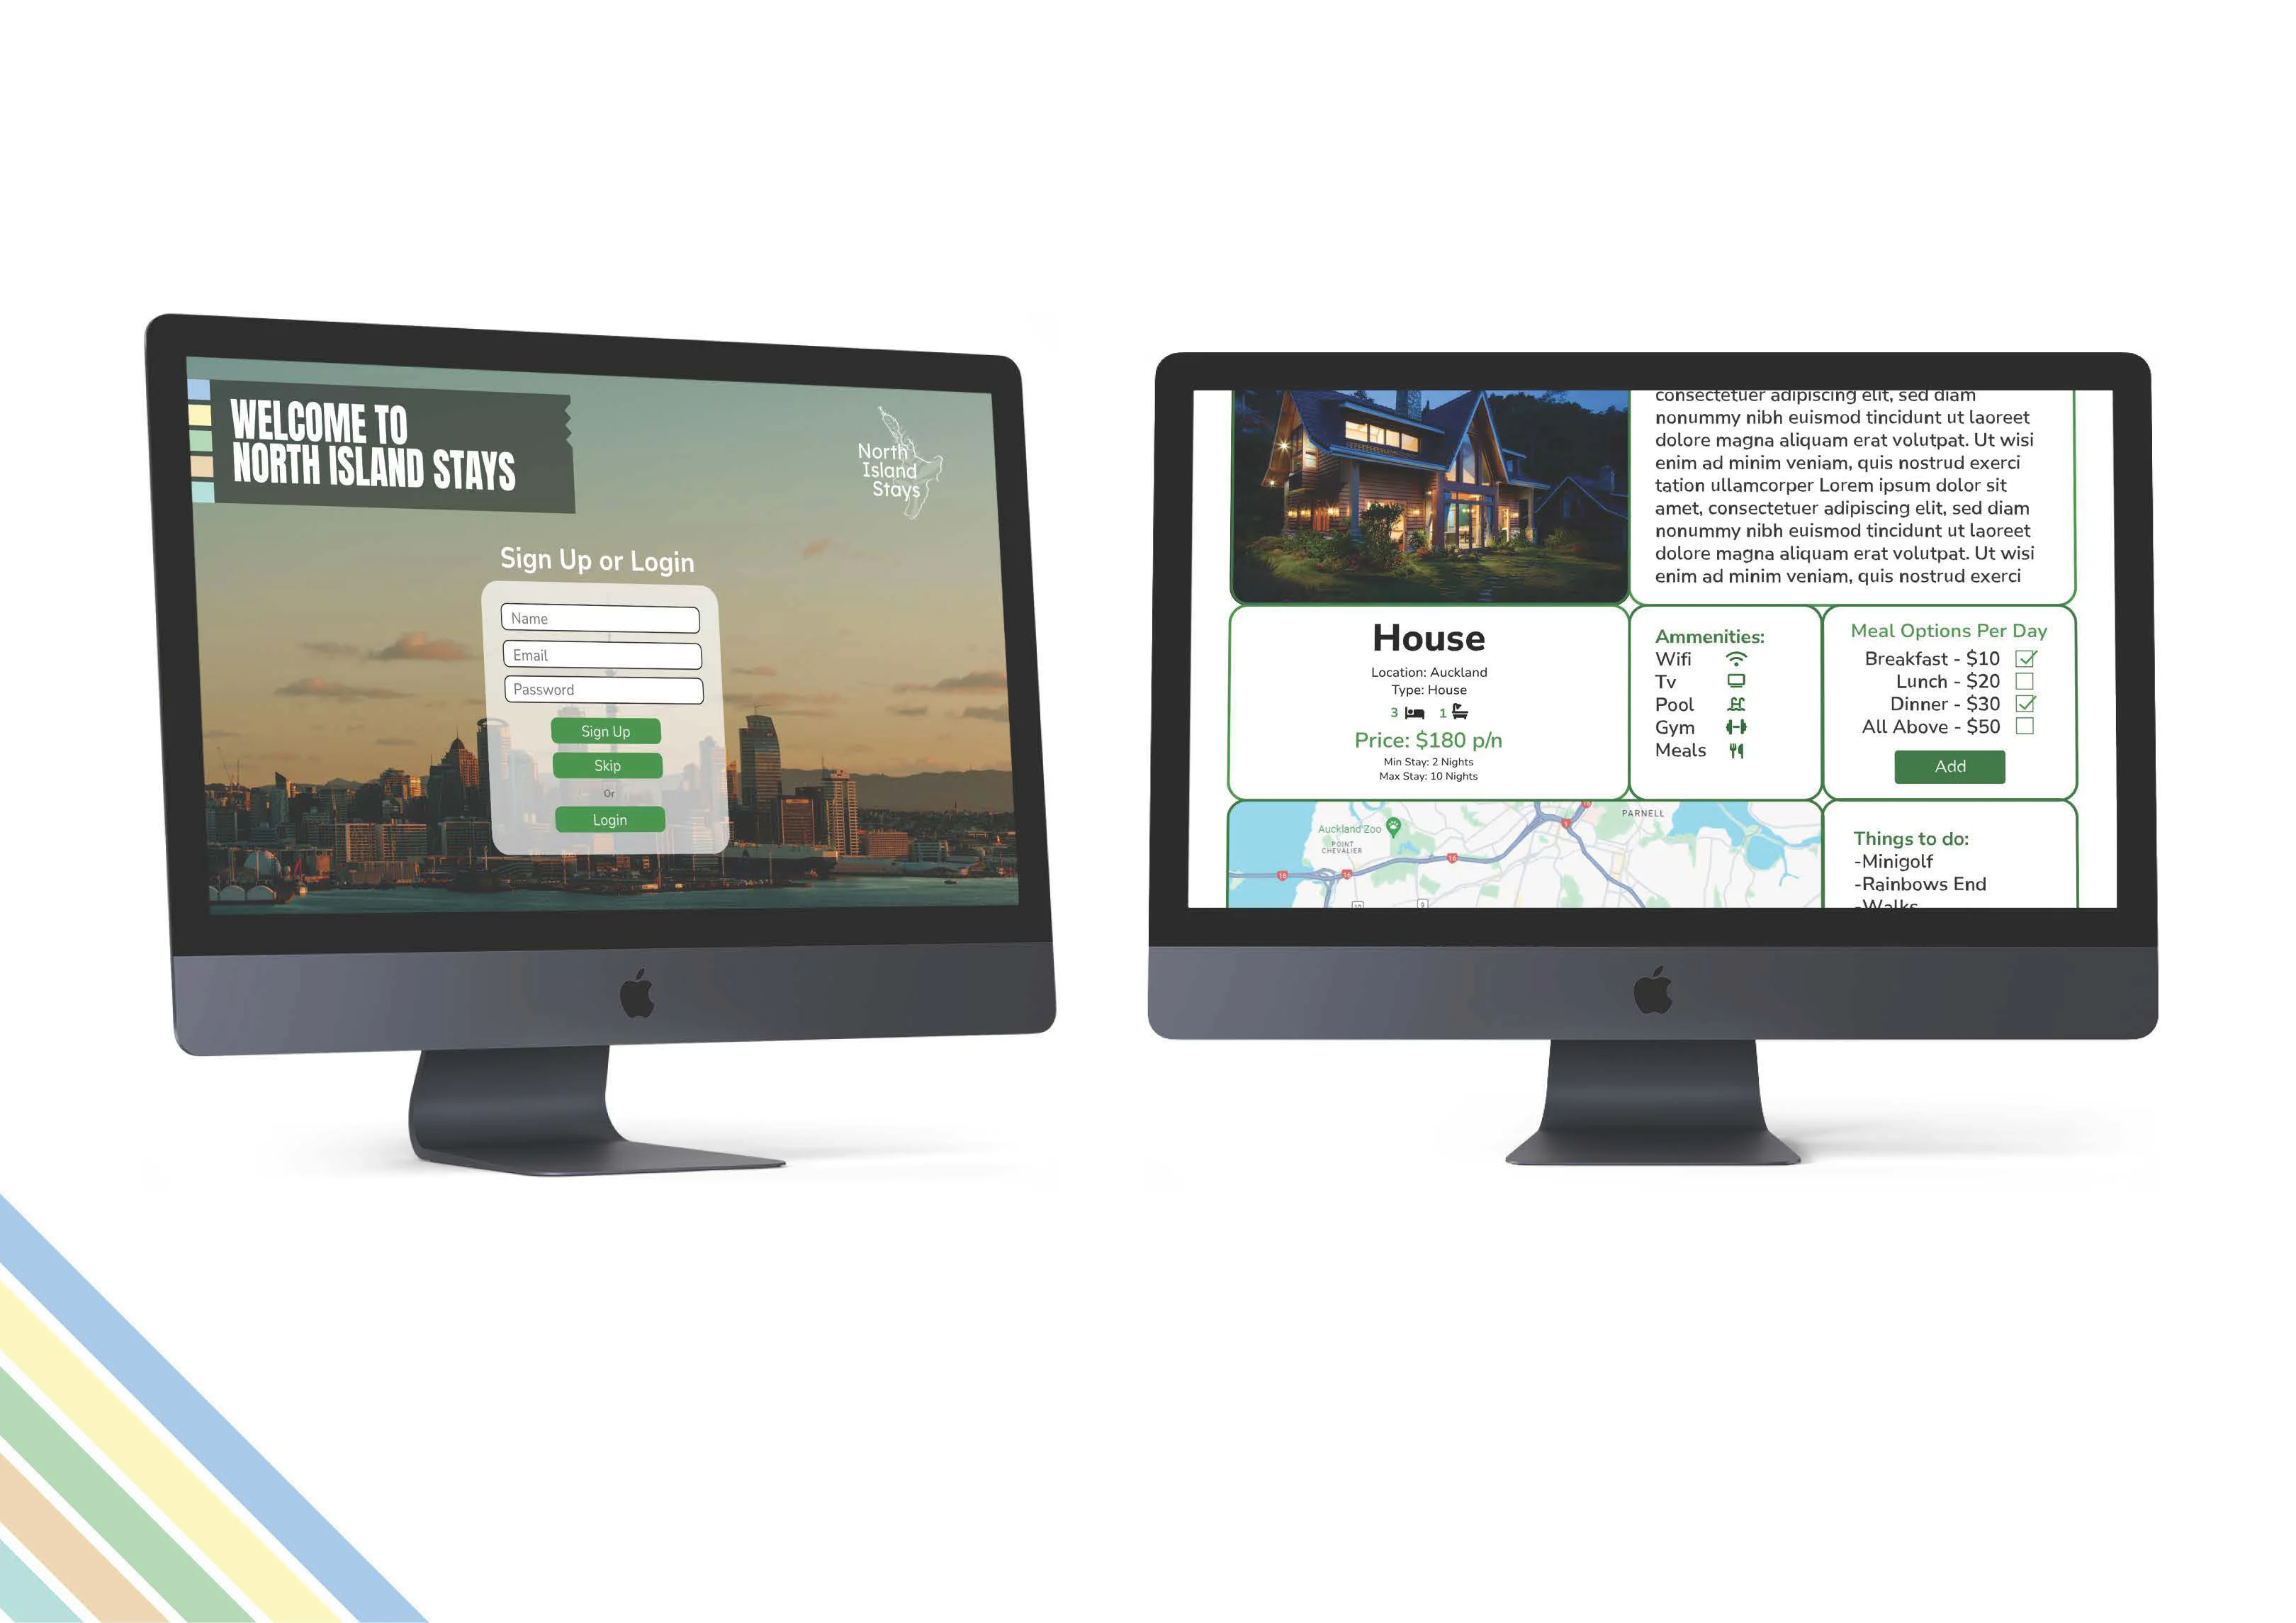 WELCOME TO
NORTH ISLAND STAYS
North
Island
Stays
Sign Up or Login
Name
Email
Password
Sign Up
Skip
Or
Login
consectetuer adipiscing elit, sed diam
nonummy nibh euismod tincidunt ut laoreet
dolore magna aliquam erat volutpat. Ut wisi
enim ad minim veniam, quis nostrud exerci
tation ullamcorper Lorem ipsum dolor sit
amet, consectetuer adipiscing elit, sed diam
nonummy nibh euismod tincidunt ut laoreet
dolore magna aliquam erat volutpat. Ut wisi
enim ad minim veniam, quis nostrud exerci
House
Location: Auckland
Type: House
3 1
Price: $180 p/n
Min Stay: 2 Nights
Max Stay: 10 Nights
Ammenities:
Wifi
Tv
Pool
Gym
Meals
Meal Options Per Day
Breakfast - $10
Lunch - $20
Dinner - $30
All Above - $50
Add
PARNELL
Auckland Zoo
POINT
CHEVALIER
16
16
16
1
Things to do:
-Minigolf
-Rainbows End
-Walks